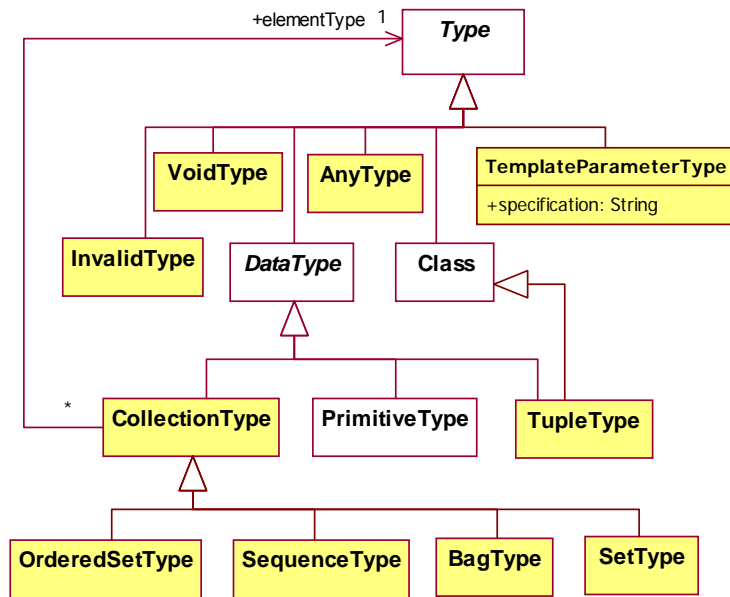 +elementType 1
Type
VoidType
AnyType
TemplateParameterType
+specification: String
InvalidType
DataType
Class
*
CollectionType
PrimitiveType
TupleType
OrderedSetType
SequenceType
BagType
SetType